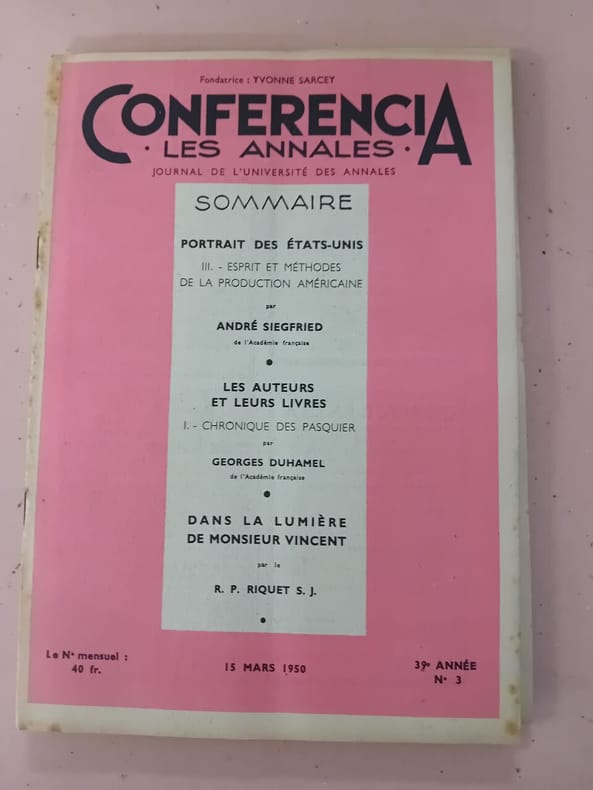 Fondatrice : YVONNE SARCEY
CONFERENCIA
· LES ANNALES ·
JOURNAL DE L'UNIVERSITÉ DES ANNALES
SOMMAIRE
PORTRAIT DES ÉTATS-UNIS
III. - ESPRIT ET MÉTHODES
DE LA PRODUCTION AMÉRICAINE
par
ANDRÉ SIEGFRIED
de l'Académie française
●
LES AUTEURS
ET LEURS LIVRES
I. - CHRONIQUE DES PASQUIER
par
GEORGES DUHAMEL
de l'Académie française
●
DANS LA LUMIÈRE
DE MONSIEUR VINCENT
par le
R. P. RIQUET S. J.
●
Le Nº mensuel :
40 fr.
15 MARS 1950
39e ANNÉE
Nº 3